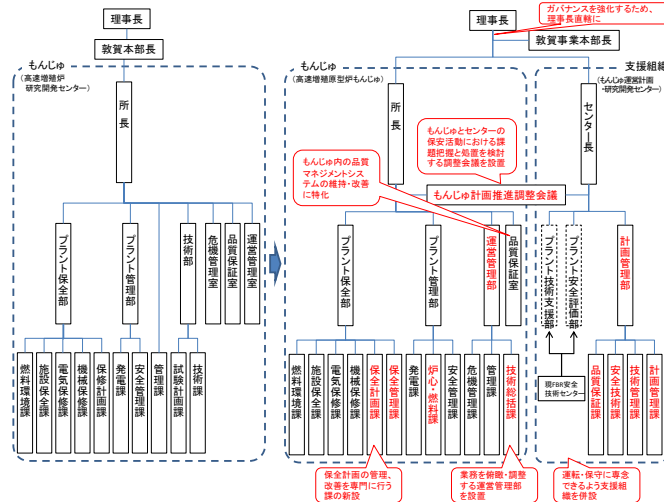 理事長
敦賀本部長
もんじゅ
(高速増殖炉
研究開発センター)
所長
プラント保全部
プラント管理部
技術部
危機管理室
品質保証室
運営管理室
燃料環境課
施設保全課
電気保修課
機械保修課
保修計画課
発電課
安全管理課
管理課
試験計画課
技術課
理事長
ガバナンスを強化するため、
理事長直轄に
敦賀事業本部長
もんじゅ
(高速増殖原型炉もんじゅ)
所長
もんじゅとセンターの
保安活動における課
題把握と処置を検討
する調整会議を設置
もんじゅ内の品質
マネジメントシス
テムの維持・改善
に特化
もんじゅ計画推進調整会議
プラント保全部
プラント管理部
運営管理部
品質保証室
燃料環境課
施設保全課
電気保修課
機械保修課
保全計画課
保全管理課
発電課
炉心・燃料課
安全管理課
危機管理課
管理課
技術総括課
保全計画の管理、
改善を専門に行う
課の新設
業務を俯瞰・調整
する運営管理部
を設置
支援組織
(もんじゅ運営計画
・研究開発センター)
センター長
プラント技術支援部
プラント安全評価部
計画管理部
現FBR安全
技術センター
品質保証課
安全技術課
技術管理課
計画管理課
運転・保守に専念
できるよう支援組
織を併設